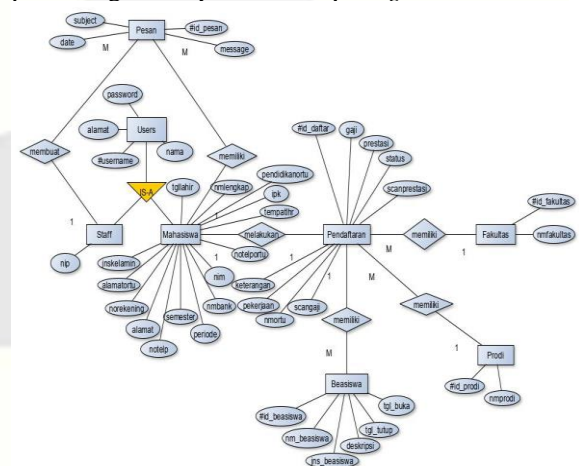 subject
Pesan
#id_pesan
date
message
M
M
password
alamat
Users
#username
nama
membuat
memiliki
#id_daftar
gaji
prestasi
status
scanprestasi
IS-A
tgllahir
nmlengkap
pendidikanortu
ipk
tempatlhr
1
1
Staff
Mahasiswa
melakukan
Pendaftaran
memiliki
Fakultas
#id_fakultas
nmfakultas
M
1
notelportu
nip
inskelamin
alamatortu
norekening
alamat
notelp
semester
periode
nmbank
nim
1
1
1
keterangan
pekerjaan
nmortu
scangaji
M
memiliki
memiliki
M
1
Prodi
#id_prodi
nmprodi
Beasiswa
#id_beasiswa
nm_beasiswa
jns_beasiswa
deskripsi
tgl_tutup
tgl_buka